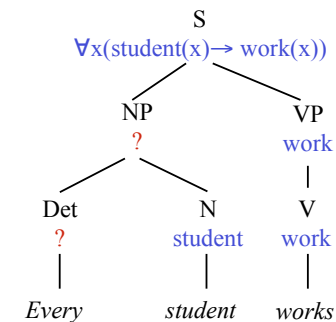 S
∀x(student(x)→ work(x))
NP VP
? work
Det N V
? student work
Every student works